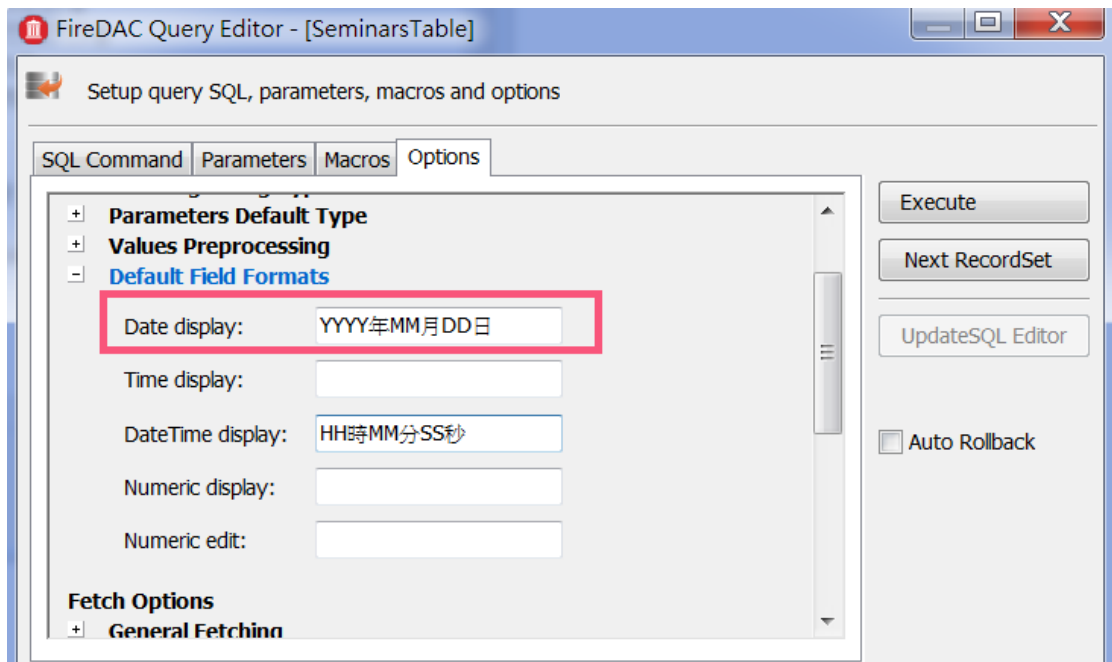 FireDAC Query Editor - [SeminarsTable]
Setup query SQL, parameters, macros and options
SQL Command Parameters Macros Options
Parameters Default Type
Values Preprocessing
Default Field Formats
Date display: YYYY年MM月DD日
Time display:
DateTime display: HH時MM分SS秒
Numeric display:
Numeric edit:
Fetch Options
General Fetching
Execute
Next RecordSet
UpdateSQL Editor
Auto Rollback